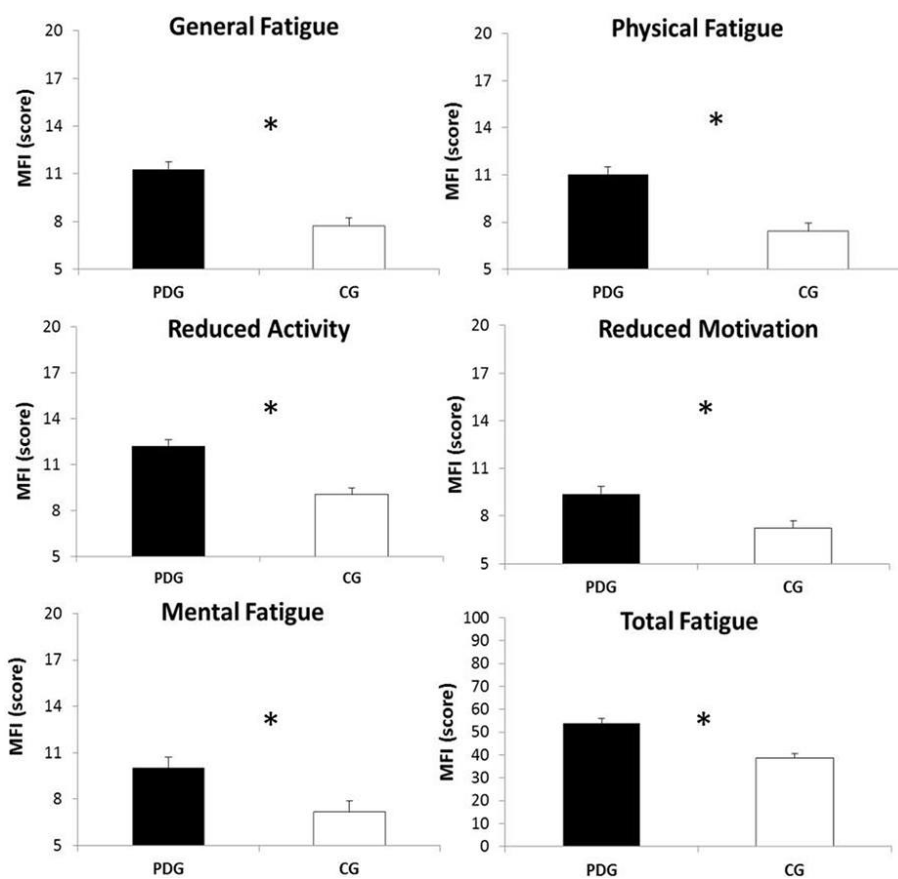 General Fatigue
MFI (score)
20
17
14
11
8
5
*
PDG
CG
Physical Fatigue
MFI (score)
20
17
14
11
8
5
*
PDG
CG
Reduced Activity
MFI (score)
20
17
14
11
8
5
*
PDG
CG
Reduced Motivation
MFI (score)
20
17
14
11
8
5
*
PDG
CG
Mental Fatigue
MFI (score)
20
17
14
11
8
5
*
PDG
CG
Total Fatigue
MFI (score)
100
90
80
70
60
50
40
30
20
10
0
*
PDG
CG